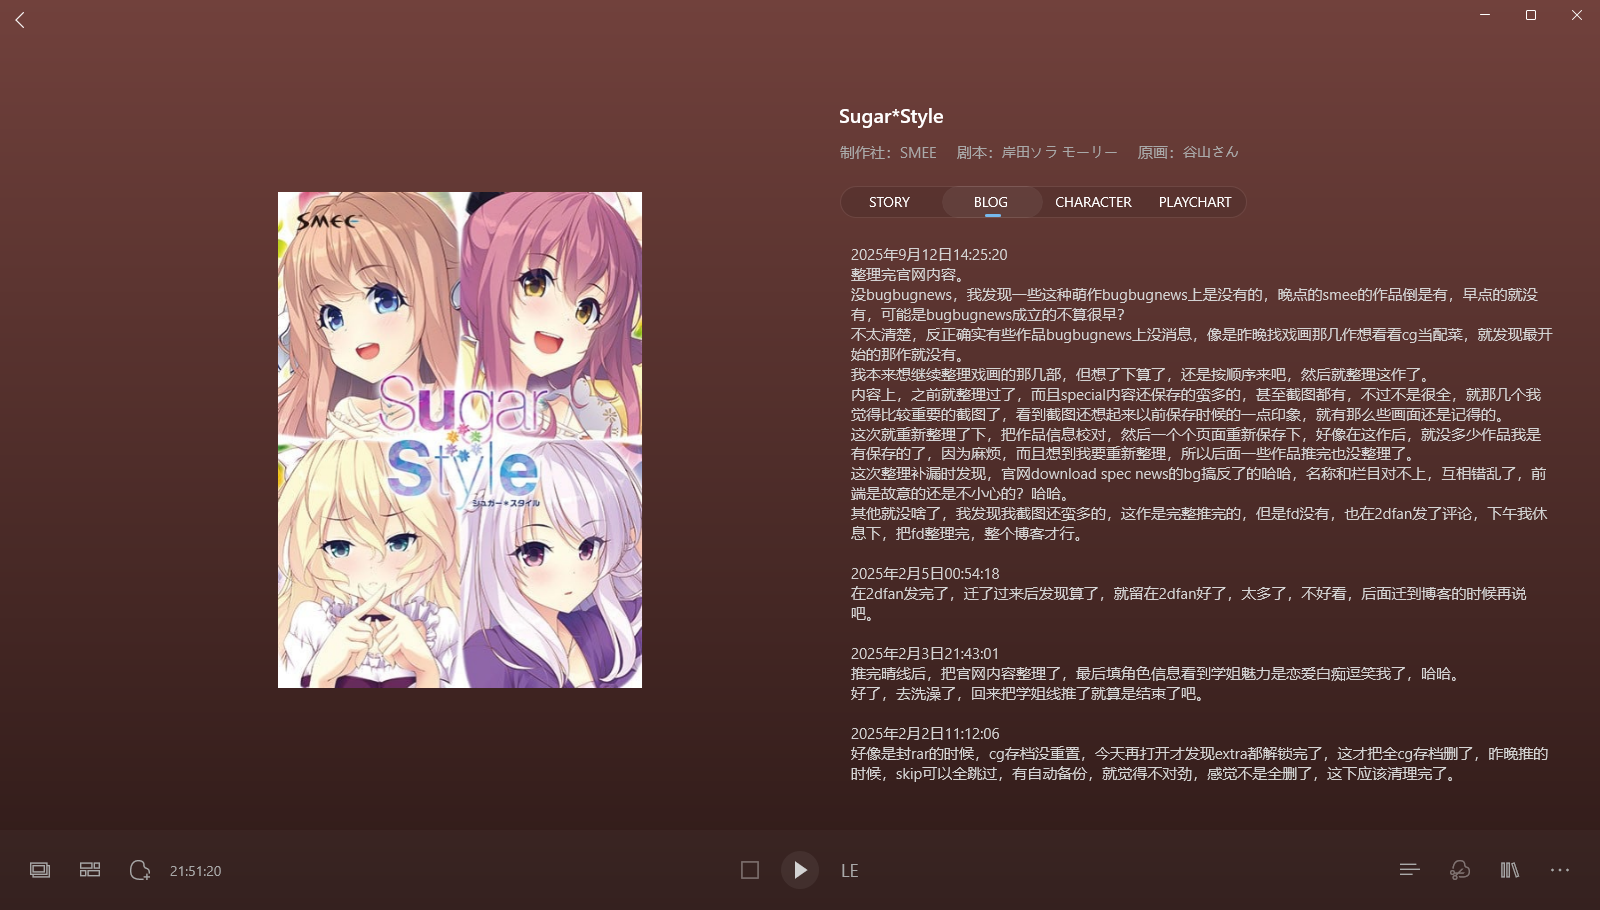 Sugar*Style
制作社：SMEE 剧本：岸田ソラ モーリー 原画：谷山さん
STORY BLOG CHARACTER PLAYCHART
SMEE
Sugar
Style
シュガー＊スタイル
2025年9月12日14:25:20
整理完官网内容。
没bugbugnews，我发现一些这种萌作bugbugnews上是没有的，晚点的smee的作品倒是有，早点的就没
有，可能是bugbugnews成立的不算很早？
不太清楚，反正确实有些作品bugbugnews上没消息，像是昨晚找戏画那几作想看看cg当配菜，就发现最开
始的那作就没有。
我本来想继续整理戏画的那几部，但想了下算了，还是按顺序来吧，然后就整理这作了。
内容上，之前就整理过了，而且special内容还保存的蛮多的，甚至截图都有，不过不是很全，就那几个我
觉得比较重要的截图了，看到截图还想起来以前保存时候的一点印象，就有那么些画面还是记得的。
这次就重新整理了下，把作品信息校对，然后一个个页面重新保存下，好像在这作后，就没多少作品我是
有保存的了，因为麻烦，而且想到我要重新整理，所以后面一些作品推完也没整理了。
这次整理补漏时发现，官网download spec news的bg搞反了的哈哈，名称和栏目对不上，互相错乱了，前
端是故意的还是不小心的？哈哈。
其他就没啥了，我发现我截图还蛮多的，这作是完整推完的，但是fd没有，也在2dfan发了评论，下午我休
息下，把fd整理完，整个博客才行。
2025年2月5日00:54:18
在2dfan发完了，迁了过来后发现算了，就留在2dfan好了，太多了，不好看，后面迁到博客的时候再说
吧。
2025年2月3日21:43:01
推完晴线后，把官网内容整理了，最后填角色信息看到学姐魅力是恋爱白痴逗笑我了，哈哈。
好了，去洗澡了，回来把学姐线推了就算是结束了吧。
2025年2月2日11:12:06
好像是封rar的时候，cg存档没重置，今天再打开才发现extra都解锁完了，这才把全cg存档删了，昨晚推的
时候，skip可以全跳过，有自动备份，就觉得不对劲，感觉不是全删了，这下应该清理完了。
21:51:20
LE